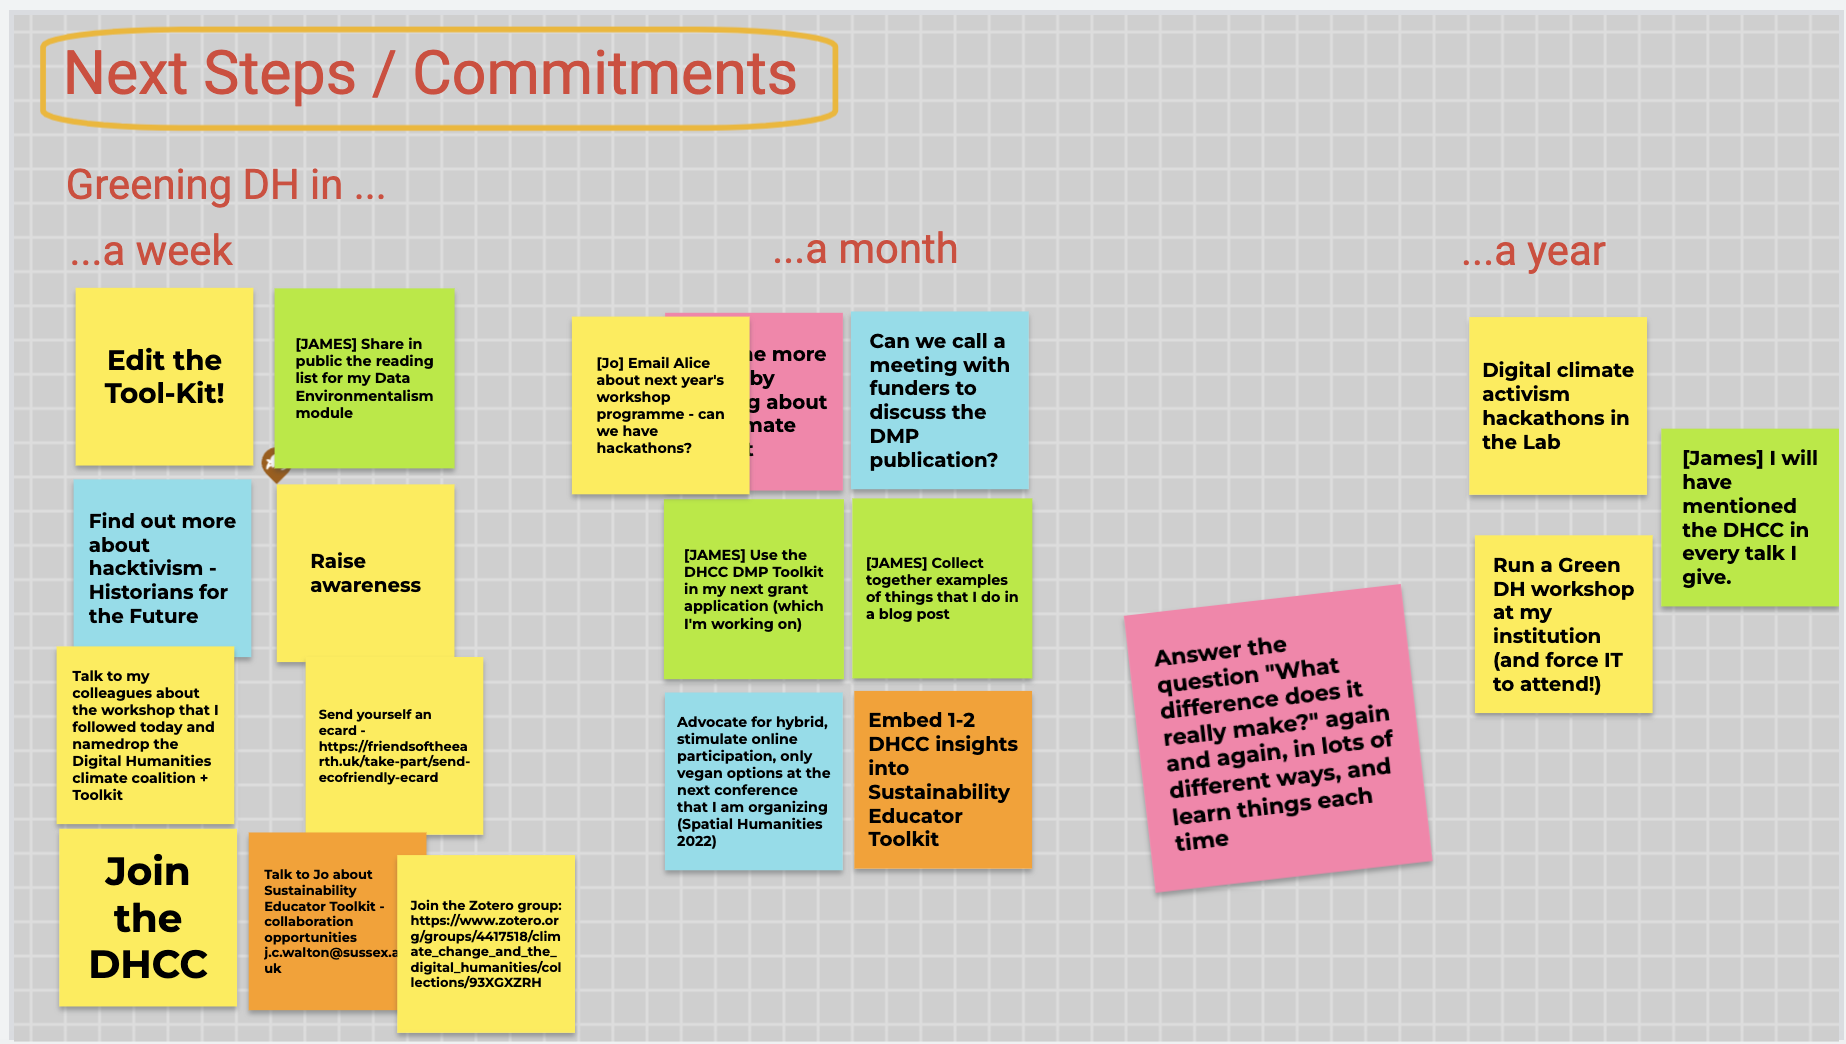 Next Steps / Commitments
Greening DH in ...
...a week
Edit the
Tool-Kit!
[JAMES] Share in
public the reading
list for my Data
Environmentalism
module
Find out more
about
hacktivism -
Historians for
the Future
Raise
awareness
Talk to my
colleagues about
the workshop that I
followed today and
namedrop the
Digital Humanities
climate coalition +
Toolkit
Send yourself an
ecard -
https://friendsoftheea
rth.uk/take-part/send-
ecofriendly-ecard
Join
the
DHCC
Talk to Jo about
Sustainability
Educator Toolkit -
collaboration
opportunities
j.c.walton@sussex.a
uk
Join the Zotero group:
https://www.zotero.or
g/groups/4417518/clim
ate_change_and_the_
digital_humanities/col
lections/93XGXZRH
...a month
[Jo] Email Alice
about next year's
workshop
programme - can
we have
hackathons?
more
by
about
Can we call a
meeting with
funders to
discuss the
DMP
publication?
[JAMES] Use the
DHCC DMP Toolkit
in my next grant
application (which
I'm working on)
[JAMES] Collect
together examples
of things that I do in
a blog post
Advocate for hybrid,
stimulate online
participation, only
vegan options at the
next conference
that I am organizing
(Spatial Humanities
2022)
Embed 1-2
DHCC insights
into
Sustainability
Educator
Toolkit
Answer the
question "What
difference does it
really make?" again
and again, in lots of
different ways, and
learn things each
time
...a year
Digital climate
activism
hackathons in
the Lab
[James] I will
have
mentioned
the DHCC in
every talk I
give.
Run a Green
DH workshop
at my
institution
(and force IT
to attend!)